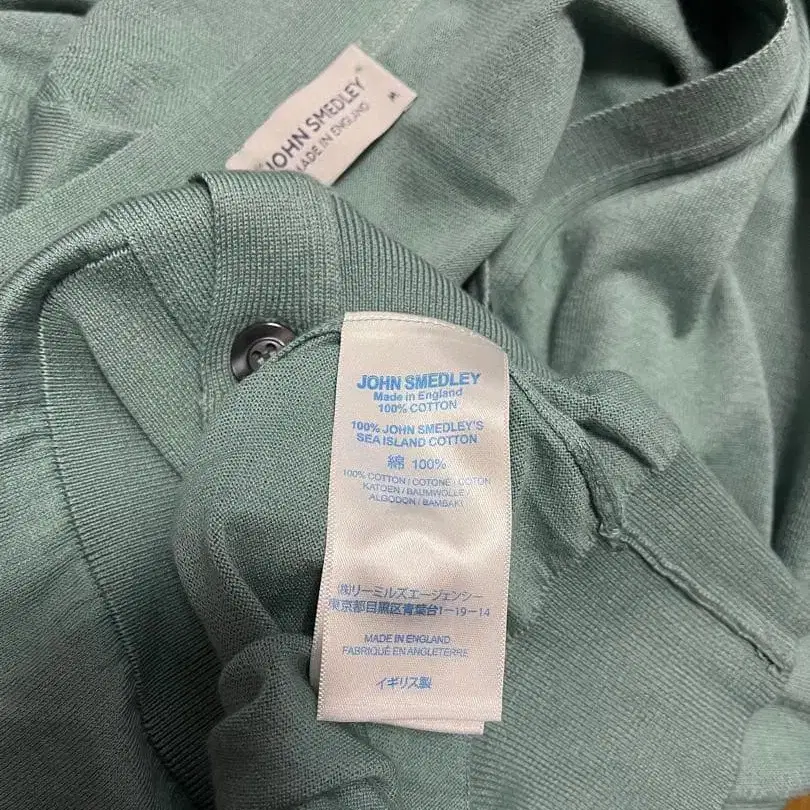 JOHN SMEDLEY
MADE IN ENGLAND
M
JOHN SMEDLEY
Made in England
100% COTTON
100% JOHN SMEDLEY'S
SEA ISLAND COTTON
綿 100%
100% COTTON / COTONE / COTON
KATOEN / BAUMWOLLE /
ALGODON / BAMBAKI
(株)リーミルズエージェンシー
東京都目黒区青葉台1-19-14
MADE IN ENGLAND
FABRIQUÉ EN ANGLETERRE
イギリス製